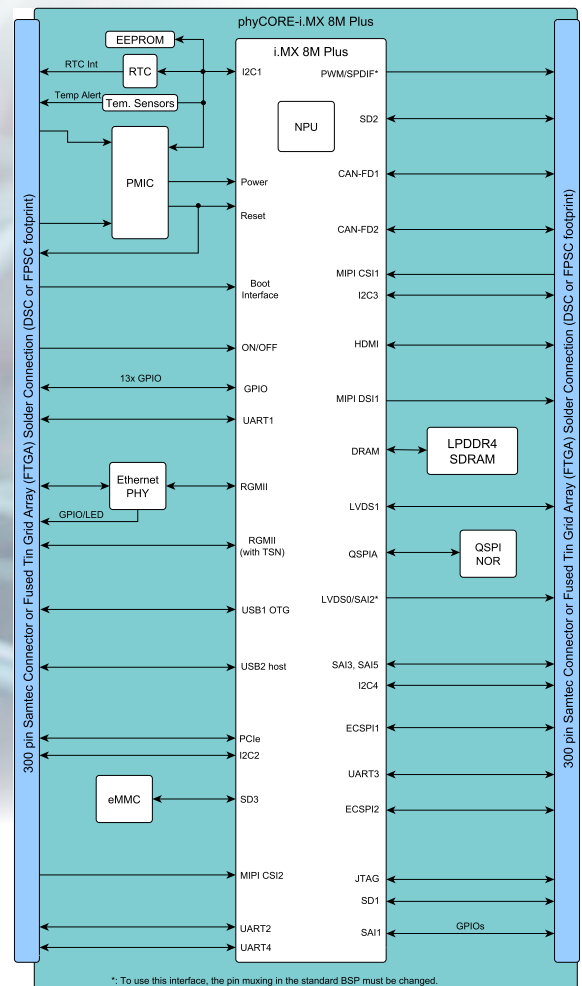 phyCORE-i.MX 8M Plus
300 pin Samtec Connector or Fused Tin Grid Array (FTGA) Solder Connection (DSC or FPSC footprint)
EEPROM
RTC Int
RTC
Temp Alert
Tem. Sensors
PMIC
13x GPIO
Ethernet
PHY
GPIO/LED
eMMC
i.MX 8M Plus
NPU
I2C1
Power
Reset
Boot
Interface
ON/OFF
GPIO
UART1
RGMII
RGMII
(with TSN)
USB1 OTG
USB2 host
PCIe
I2C2
SD3
MIPI CSI2
UART2
UART4
PWM/SPDIF*
SD2
CAN-FD1
CAN-FD2
MIPI CSI1
I2C3
HDMI
MIPI DSI1
DRAM
LVDS1
QSPIA
LVDS0/SAI2*
SAI3, SAI5
I2C4
ECSPI1
UART3
ECSPI2
JTAG
SD1
SAI1
LPDDR4
SDRAM
QSPI
NOR
GPIOs
300 pin Samtec Connector or Fused Tin Grid Array (FTGA) Solder Connection (DSC or FPSC footprint)
*: To use this interface, the pin muxing in the standard BSP must be changed.